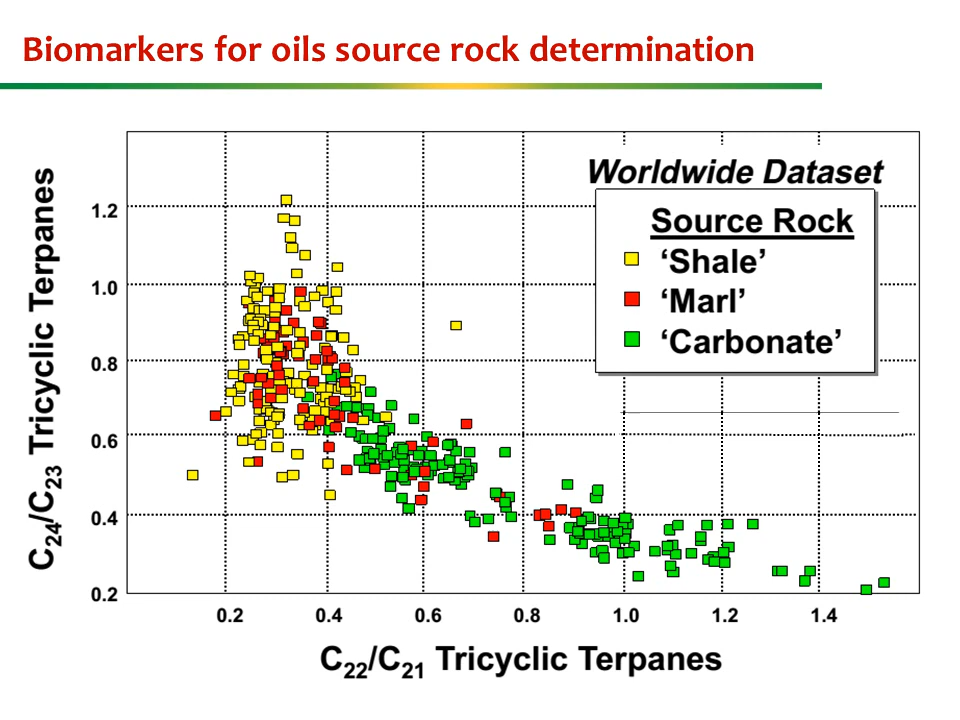 Biomarkers for oils source rock determination
Worldwide Dataset
Source Rock
‘Shale’
‘Marl’
‘Carbonate’
C24/C23 Tricyclic Terpanes
1.2
1.0
0.8
0.6
0.4
0.2
0.2 0.4 0.6 0.8 1.0 1.2 1.4
C22/C21 Tricyclic Terpanes